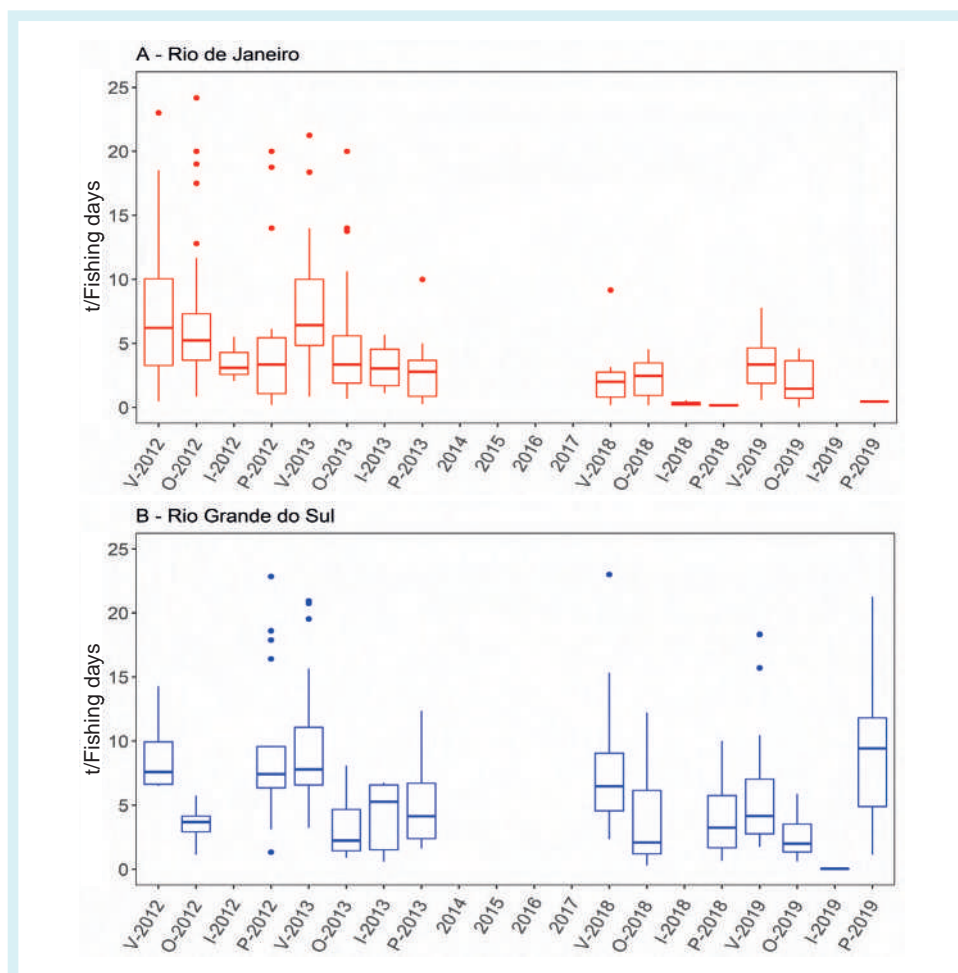 A - Rio de Janeiro
25
20
15
10
5
0
t/Fishing days
V-2012
O-2012
I-2012
P-2012
V-2013
O-2013
I-2013
P-2013
2014
2015
2016
2017
V-2018
O-2018
I-2018
P-2018
V-2019
O-2019
I-2019
P-2019
B - Rio Grande do Sul
25
20
15
10
5
0
t/Fishing days
V-2012
O-2012
I-2012
P-2012
V-2013
O-2013
I-2013
P-2013
2014
2015
2016
2017
V-2018
O-2018
I-2018
P-2018
V-2019
O-2019
I-2019
P-2019